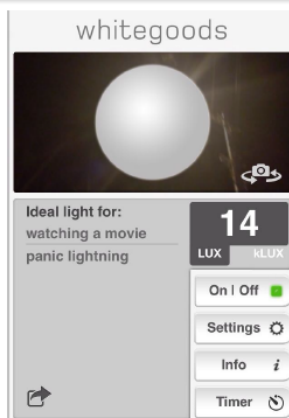 whitegoods
Ideal light for:
watching a movie
panic lightning
14
LUX kLUX
On | Off
Settings
Info i
Timer